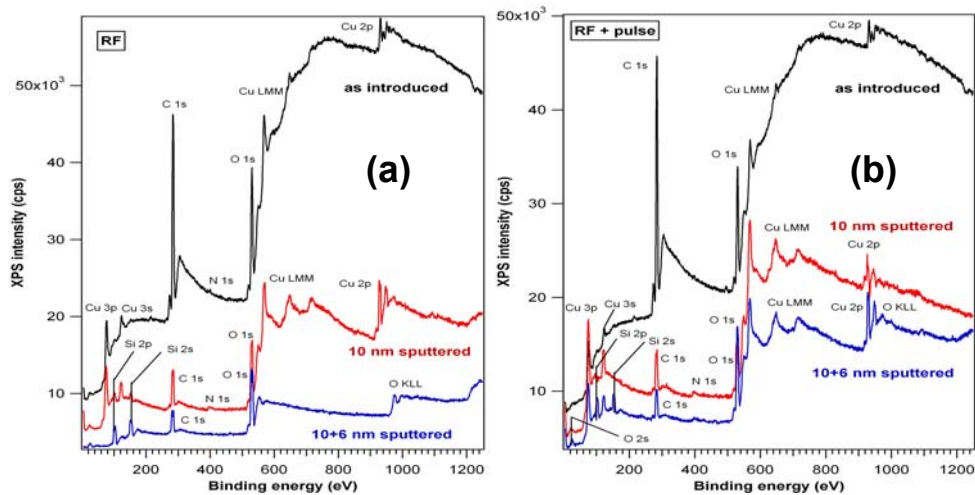 RF
(a)
Cu 2p
as introduced
C 1s
Cu LMM
O 1s
N 1s
Cu 3p
Cu 3s
Cu LMM
Cu 2p
10 nm sputtered
Si 2p
Si 2s
C 1s
N 1s
O 1s
O 1s
O KLL
C 1s
10+6 nm sputtered
XPS intensity (cps)
50x10³
40
30
20
10
200 400 600 800 1000 1200
Binding energy (eV)
RF + pulse
(b)
Cu 2p
as introduced
C 1s
Cu LMM
O 1s
10 nm sputtered
Cu LMM
Cu 2p
Cu 3p
Cu 3s
Si 2p
Si 2s
Cu LMM
Cu 2p
O KLL
O 1s
C 1s
N 1s
10+6 nm sputtered
C 1s
O 2s
XPS intensity (cps)
50x10³
40
30
20
10
200 400 600 800 1000 1200
Binding energy (eV)